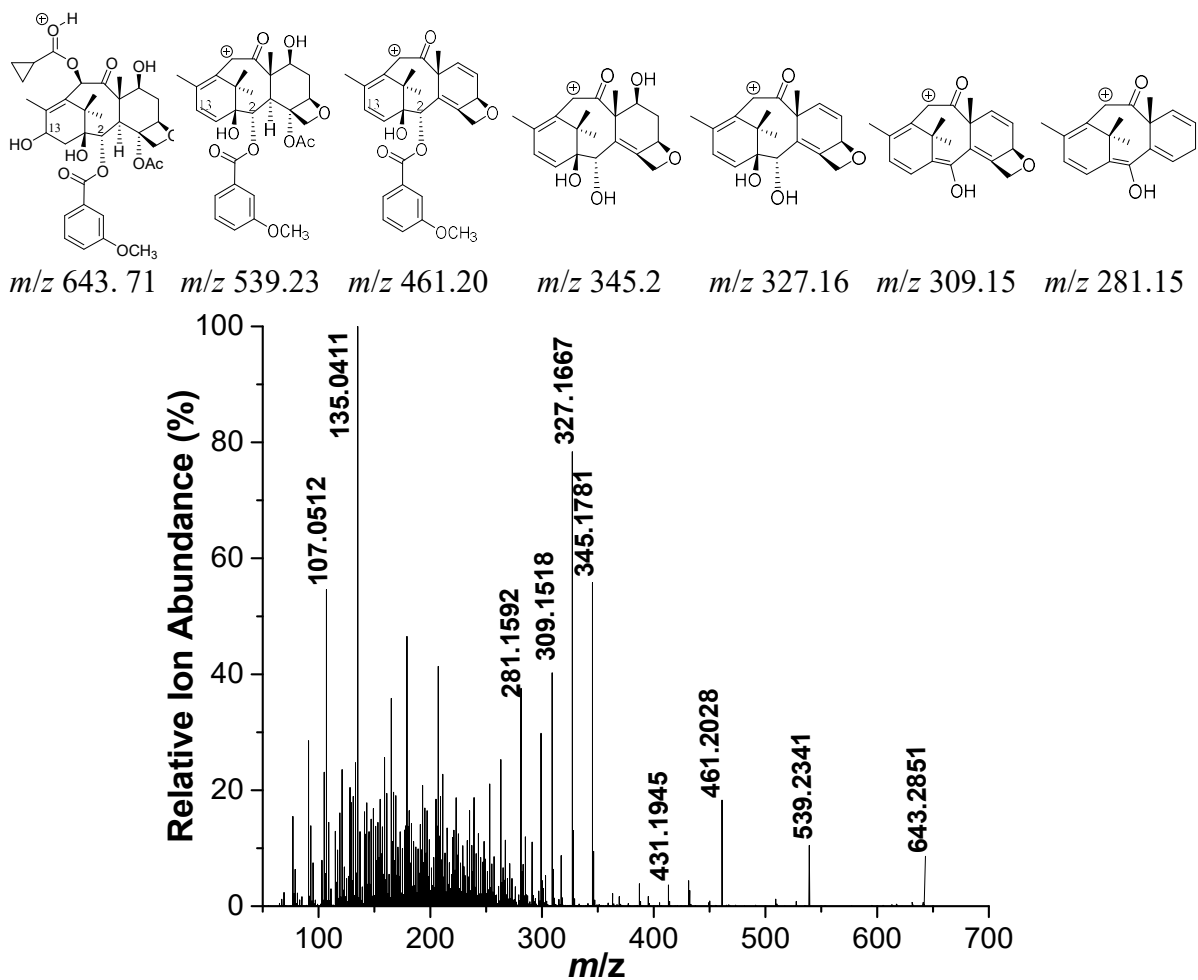 H
O
O
O
OH
13
2
HO
HO
H
OAc
O
O
O
OCH3
O
OH
13
2
HO
H
OAc
O
O
O
OCH3
O
13
2
HO
O
O
O
OCH3
O
OH
HO
OH
O
O
HO
OH
O
O
OH
O
O
OH
m/z 643. 71 m/z 539.23 m/z 461.20 m/z 345.2 m/z 327.16 m/z 309.15 m/z 281.15
Relative Ion Abundance (%)
100
80
60
40
20
0
107.0512
135.0411
281.1592
309.1518
327.1667
345.1781
431.1945
461.2028
539.2341
643.2851
100 200 300 400 500 600 700
m/z